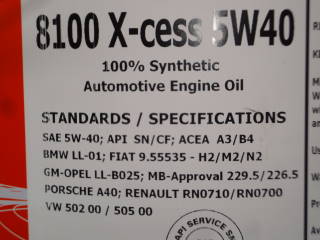 8100 X-cess 5W40
100% Synthetic
Automotive Engine Oil
STANDARDS / SPECIFICATIONS
SAE 5W-40; API SN/CF; ACEA A3/B4
BMW LL-01; FIAT 9.55535 - H2/M2/N2
GM-OPEL LL-B025; MB-Approval 229.5/226.5
PORSCHE A40; RENAULT RN0710/RN0700
VW 502 00 / 505 00
API SERVICE SN